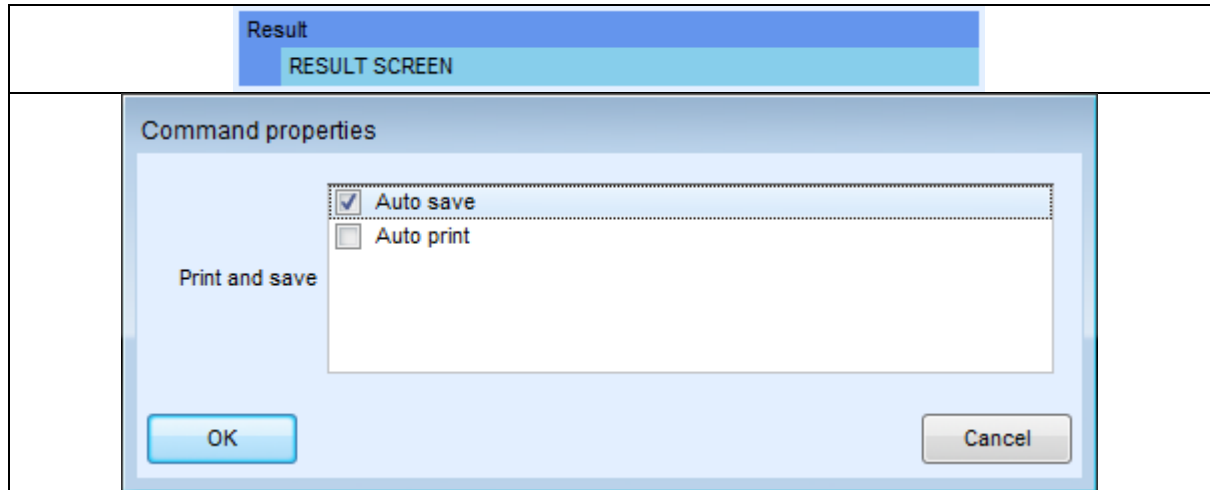 Result
RESULT SCREEN
Command properties
Auto save
Auto print
Print and save
OK
Cancel